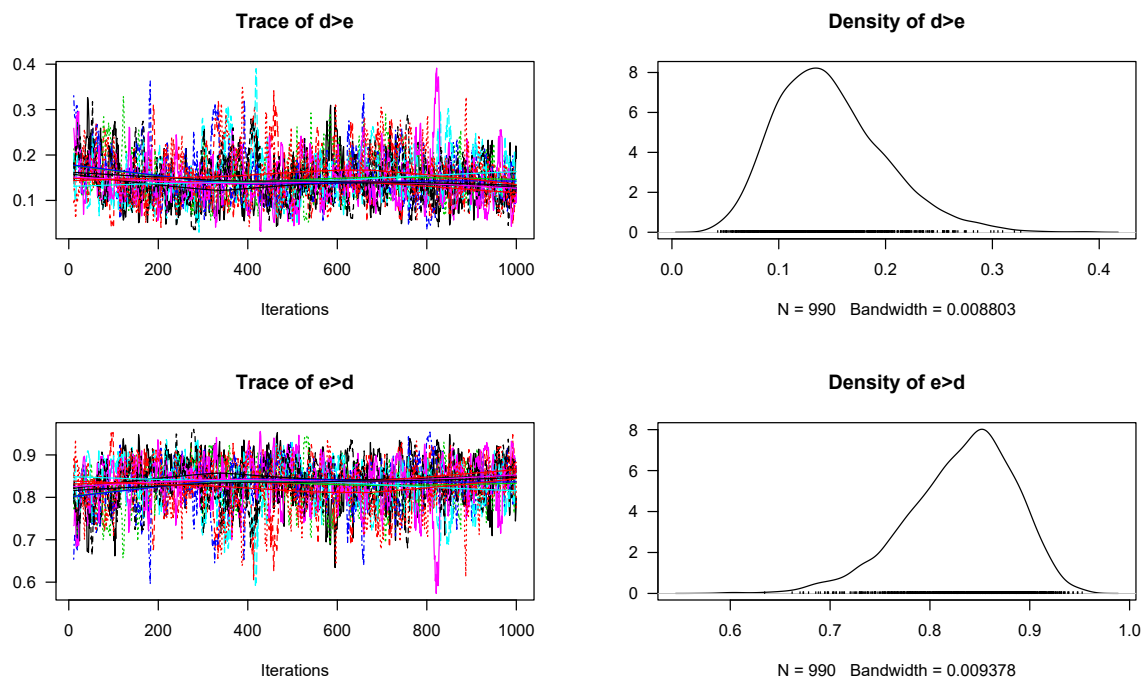 Trace of d>e
0.4
0.3
0.2
0.1
0 200 400 600 800 1000
Iterations
Density of d>e
8
6
4
2
0
0.0 0.1 0.2 0.3 0.4
N = 990 Bandwidth = 0.008803
Trace of e>d
0.9
0.8
0.7
0.6
0 200 400 600 800 1000
Iterations
Density of e>d
8
6
4
2
0
0.6 0.7 0.8 0.9 1.0
N = 990 Bandwidth = 0.009378